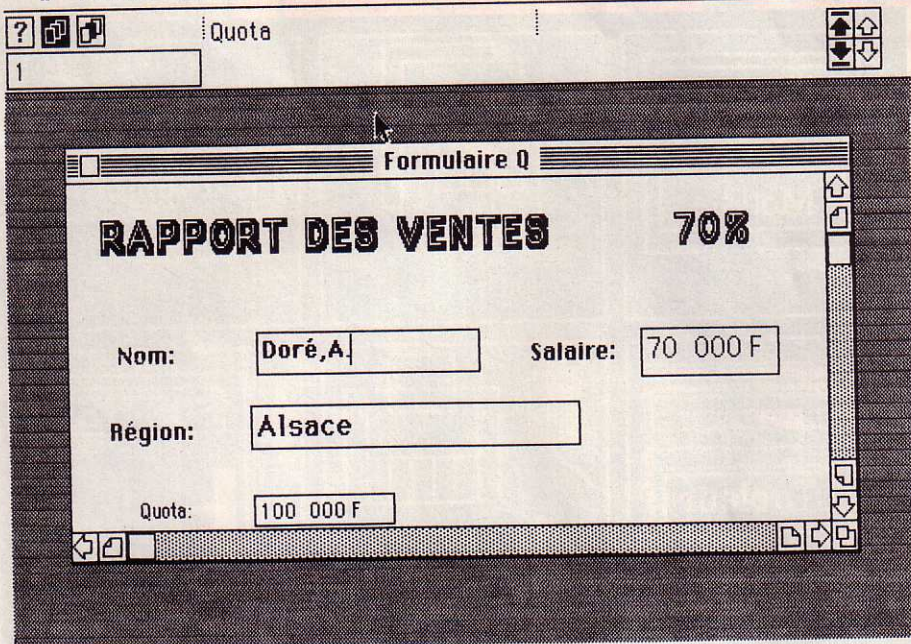 ? Quota
1
Formulaire Q
RAPPORT DES VENTES 70%
Nom: Doré,A. Salaire: 70 000 F
Région: Alsace
Quota: 100 000 F